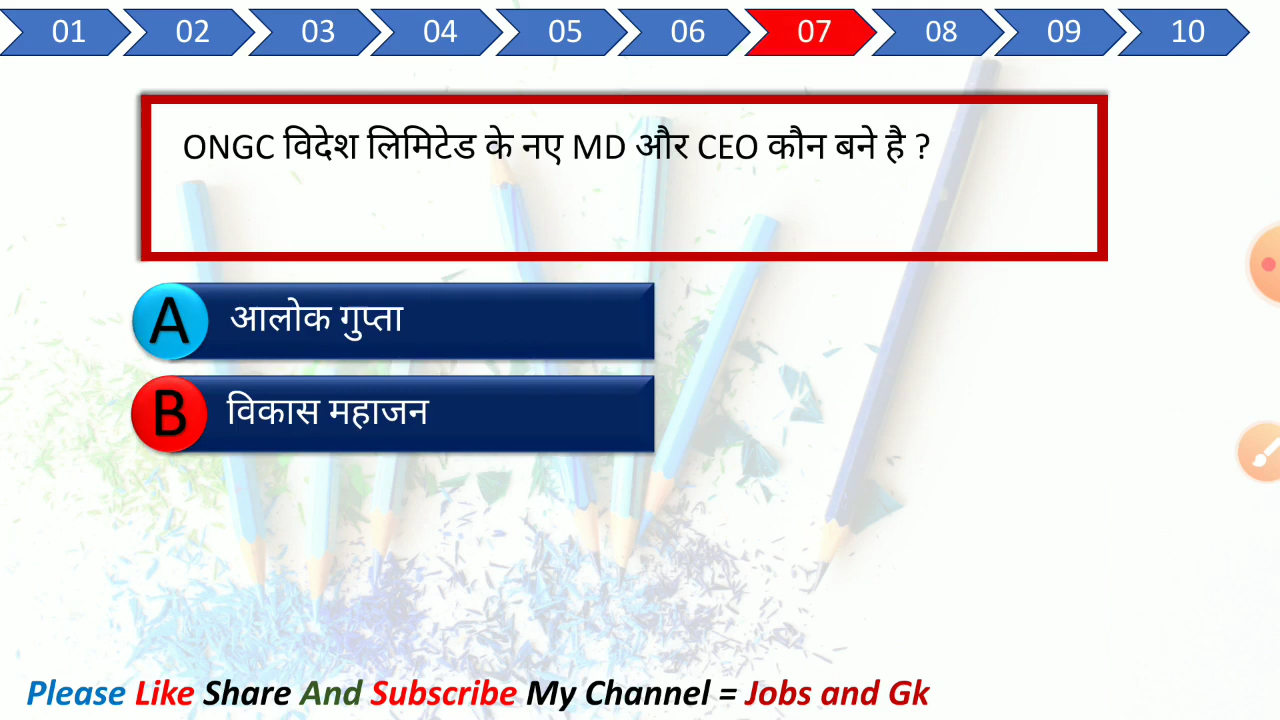 01 02 03 04 05 06 07 08 09 10
ONGC विदेश लिमिटेड के नए MD और CEO कौन बने है ?
A आलोक गुप्ता
B विकास महाजन
Please Like Share And Subscribe My Channel = Jobs and Gk